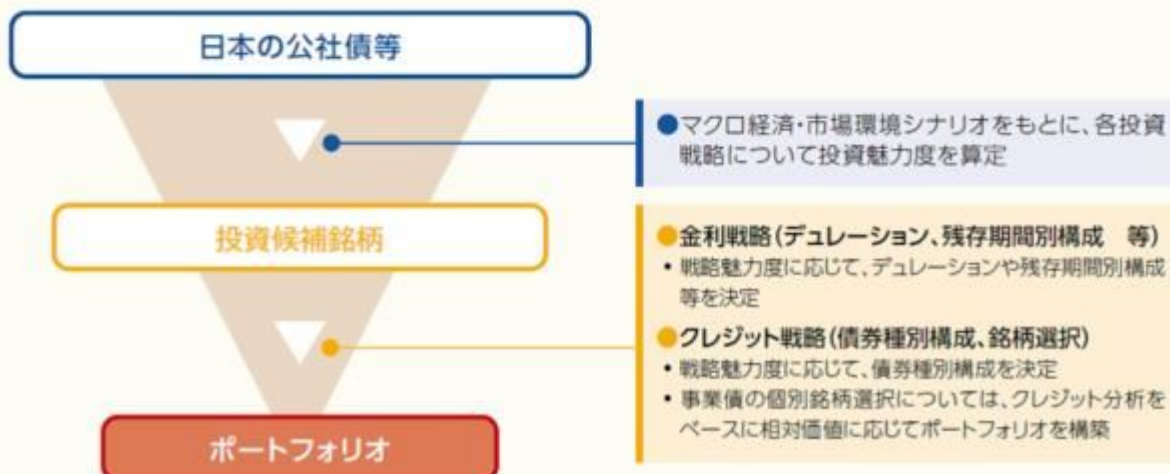 日本の公社債等
●マクロ経済・市場環境シナリオをもとに、各投資
戦略について投資魅力度を算定
投資候補銘柄
●金利戦略(デュレーション、残存期間別構成　等)
• 戦略魅力度に応じて、デュレーションや残存期間別構成
等を決定
●クレジット戦略(債券種別構成、銘柄選択)
• 戦略魅力度に応じて、債券種別構成を決定
• 事業債の個別銘柄選択については、クレジット分析を
ベースに相対価値に応じてポートフォリオを構築
ポートフォリオ